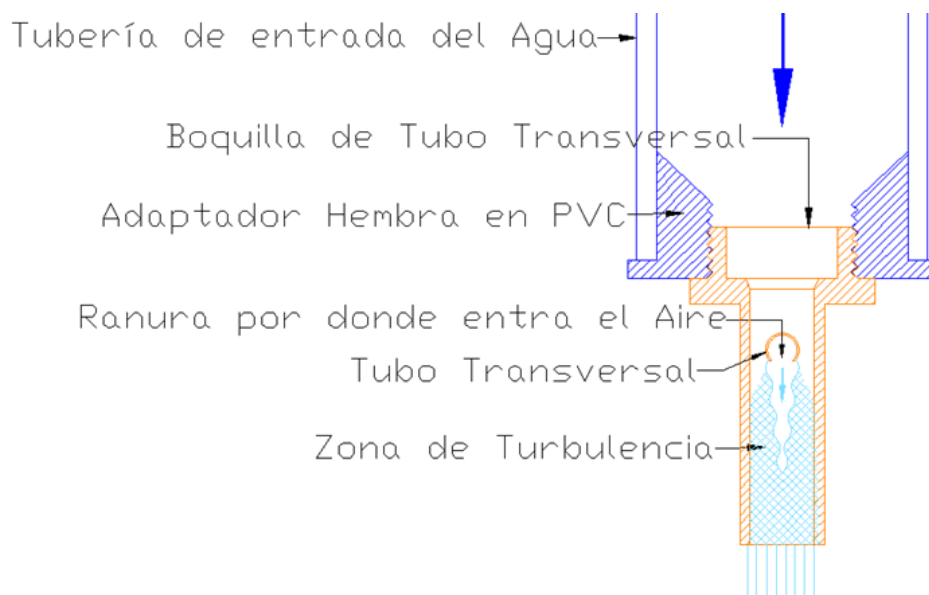 Tubería de entrada del Agua
Boquilla de Tubo Transversal
Adaptador Hembra en PVC
Ranura por donde entra el Aire
Tubo Transversal
Zona de Turbulencia